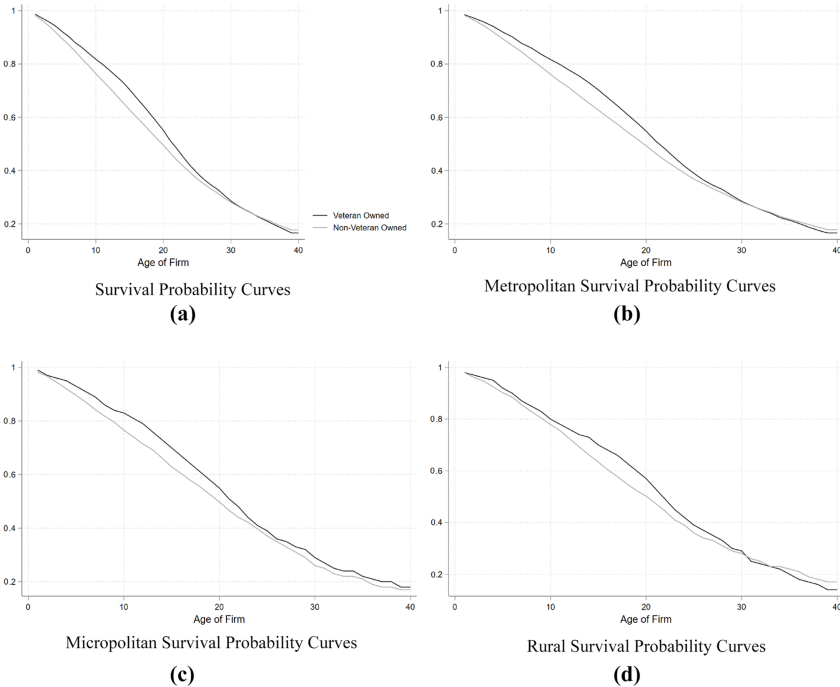 1
0.8
0.6
0.4
0.2
0 10 20 30 40
Age of Firm
Veteran Owned
Non-Veteran Owned
Survival Probability Curves
(a)
1
0.8
0.6
0.4
0.2
0 10 20 30 40
Age of Firm
Metropolitan Survival Probability Curves
(b)
1
0.8
0.6
0.4
0.2
0 10 20 30 40
Age of Firm
Micropolitan Survival Probability Curves
(c)
1
0.8
0.6
0.4
0.2
0 10 20 30 40
Age of Firm
Rural Survival Probability Curves
(d)